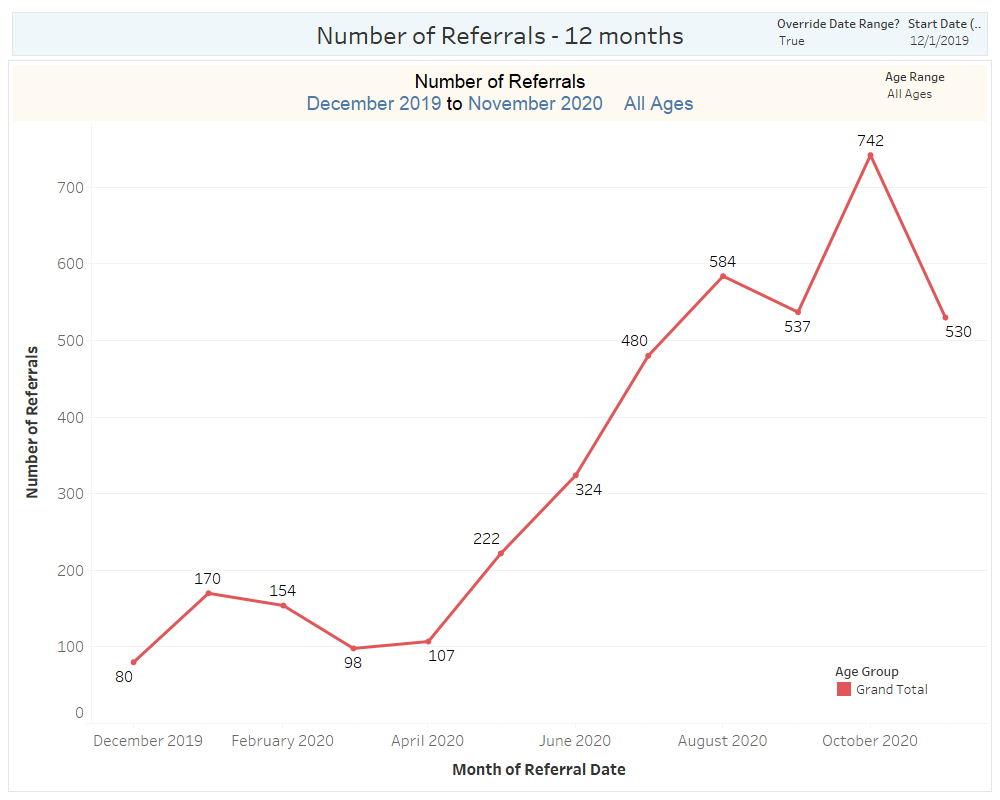 Number of Referrals - 12 months
Override Date Range? Start Date (..
True 12/1/2019
Number of Referrals
December 2019 to November 2020 All Ages
Age Range
All Ages
742
700
600
584
537
530
500
480
400
Number of Referrals
324
300
222
200
170
154
107
98
80
100
0
Age Group
Grand Total
December 2019 February 2020 April 2020 June 2020 August 2020 October 2020
Month of Referral Date